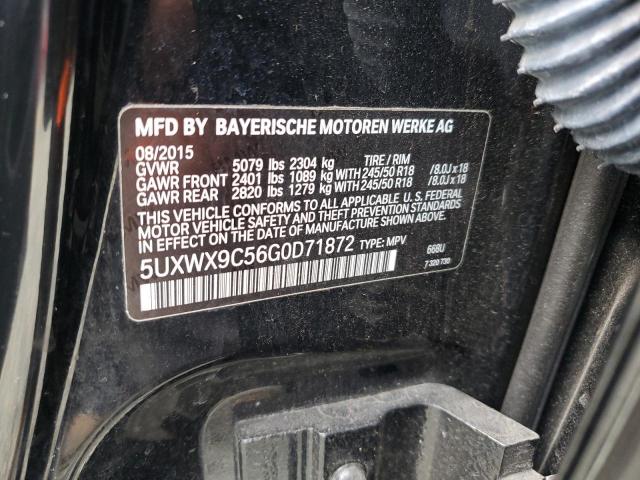 MFD BY BAYERISCHE MOTOREN WERKE AG
08/2015
GVWR 5079 lbs 2304 kg TIRE / RIM
GAWR FRONT 2401 lbs 1089 kg WITH 245/50 R18 /8.0J x 18
GAWR REAR 2820 lbs 1279 kg WITH 245/50 R18 /8.0J x 18
THIS VEHICLE CONFORMS TO ALL APPLICABLE U.S. FEDERAL
MOTOR VEHICLE SAFETY AND THEFT PREVENTION STANDARDS
IN EFFECT ON THE DATE OF MANUFACTURE SHOWN ABOVE.
5UXWX9C56G0D71872 TYPE: MPV 668U
7 320 730